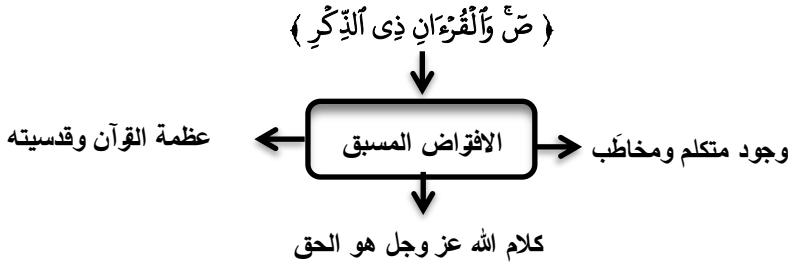 ﴿ صٓ ۚ وَٱلْقُرْءَانِ ذِى ٱلذِّكْرِ ﴾
الافتراض المسبق
وجود متكلم ومخاطَب
عظمة القرآن وقدسيته
كلام الله عز وجل هو الحق